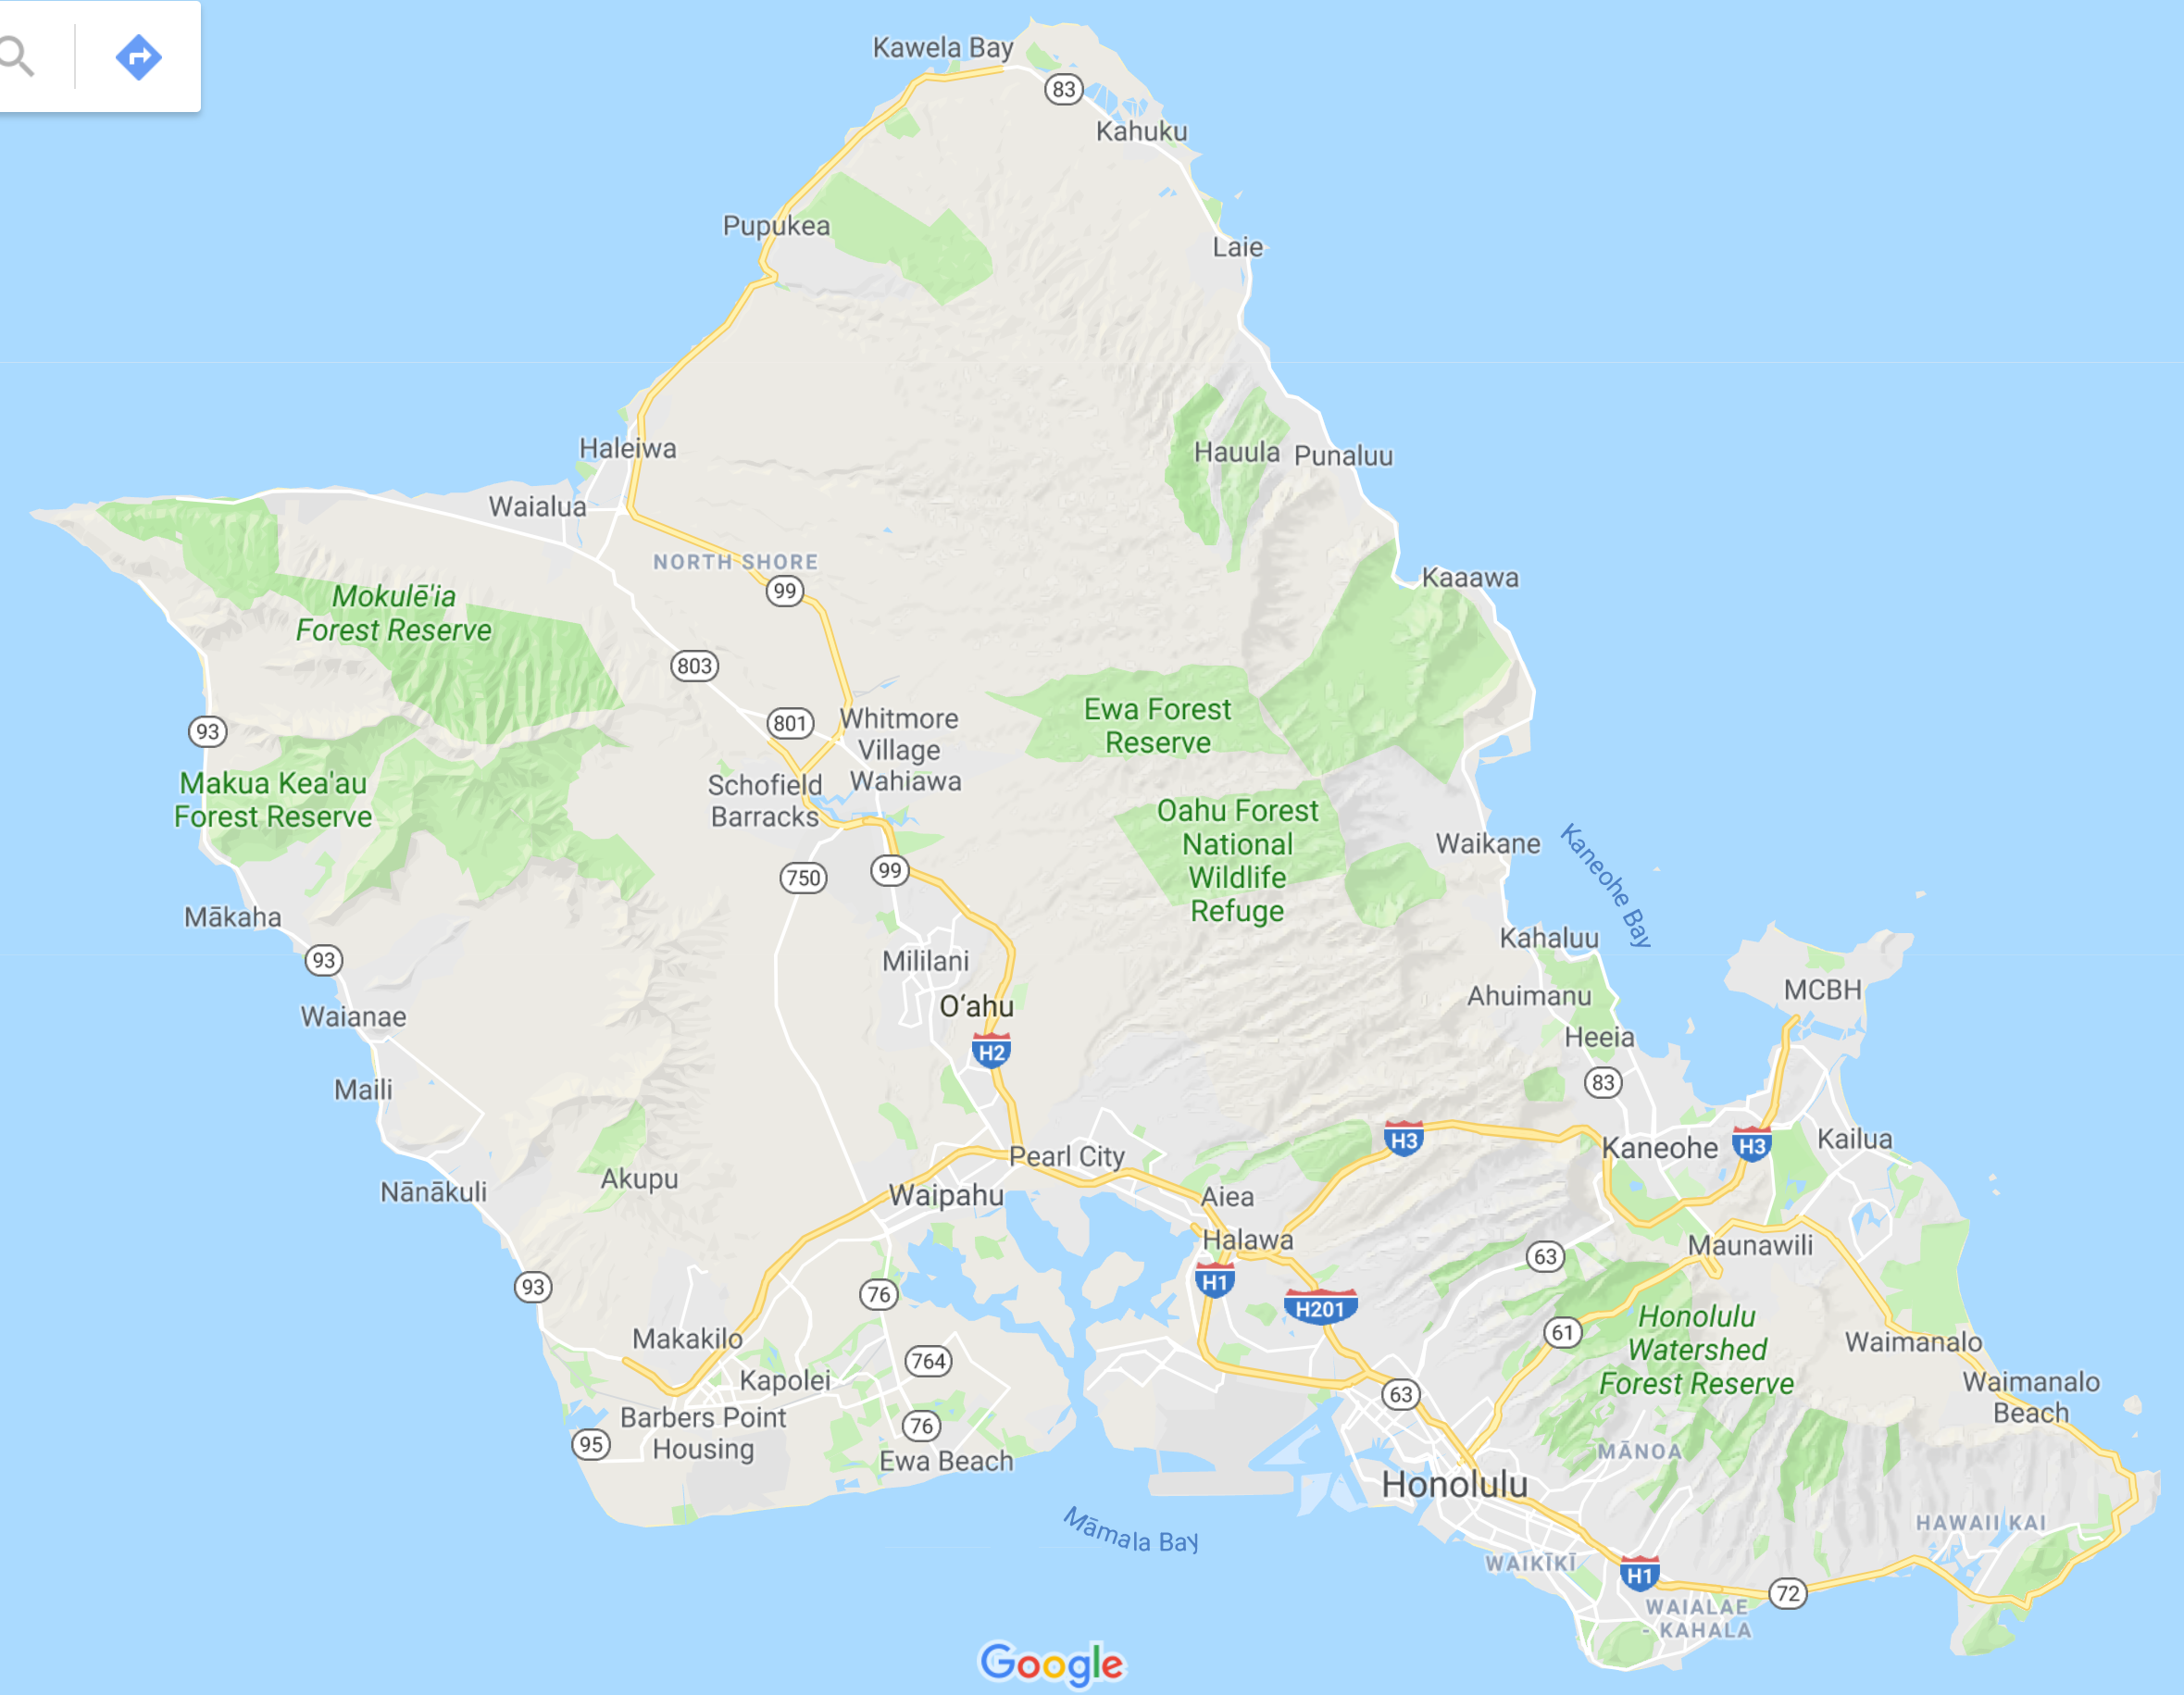 Kawela Bay
83
Kahuku
Pupukea
Laie
Haleiwa
Hauula
Punaluu
Waialua
NORTH SHORE
Kaaawa
99
Mokulē'ia
Forest Reserve
803
Ewa Forest
Reserve
801
Whitmore
Village
93
Wahiawa
Schofield
Barracks
Makua Kea'au
Forest Reserve
Oahu Forest
National
Wildlife
Refuge
Waikane
Kaneohe Bay
750
99
Mākaha
Kahaluu
93
Mililani
MCBH
Ahuimanu
Oʻahu
Waianae
Heeia
H2
83
Maili
H3
Kaneohe
H3
Kailua
Pearl City
Akupu
Nānākuli
Waipahu
Aiea
Halawa
Maunawili
63
H1
93
76
H201
Honolulu
Watershed
Forest Reserve
61
Makakilo
Waimanalo
764
Kapolei
Waimanalo
Beach
63
Barbers Point
Housing
76
95
Ewa Beach
MĀNOA
Honolulu
Māmala Bay
HAWAII KAI
WAIKĪKĪ
H1
72
WAIALAE
- KAHALA
Google